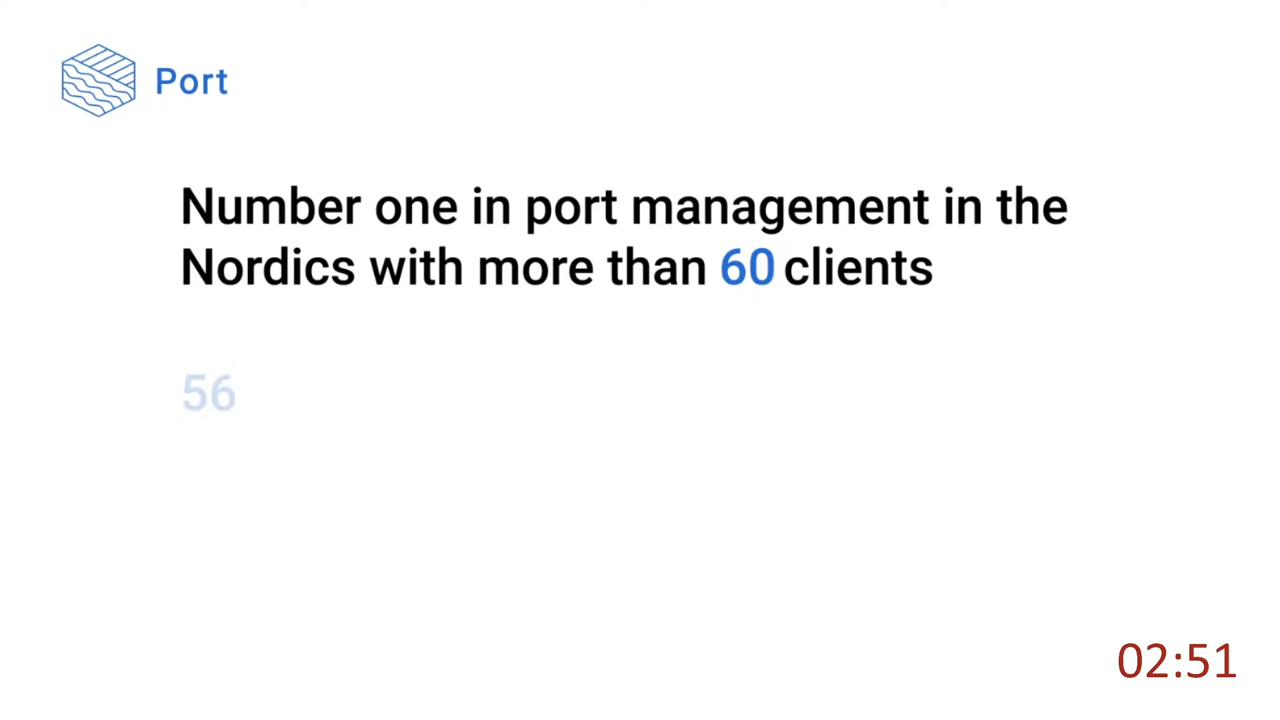 Port
Number one in port management in the
Nordics with more than 60 clients
56
02:51